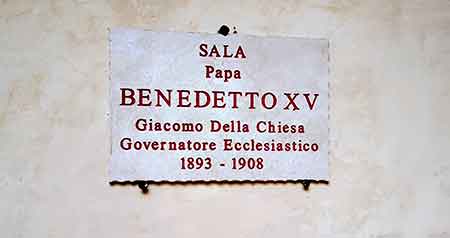 SALA
Papa
BENEDETTO XV
Giacomo Della Chiesa
Governatore Ecclesiastico
1893 - 1908